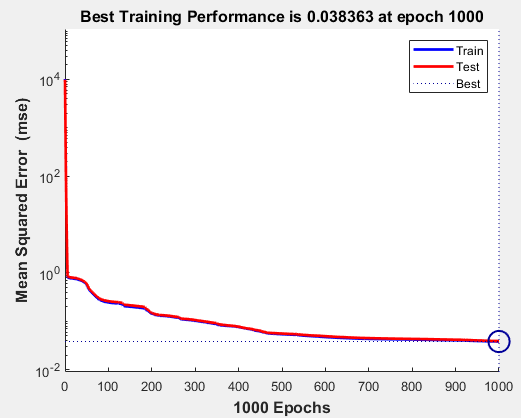 Best Training Performance is 0.038363 at epoch 1000
Train
Test
Best
Mean Squared Error (mse)
10^4
10^2
10^0
10^-2
0 100 200 300 400 500 600 700 800 900 1000
1000 Epochs